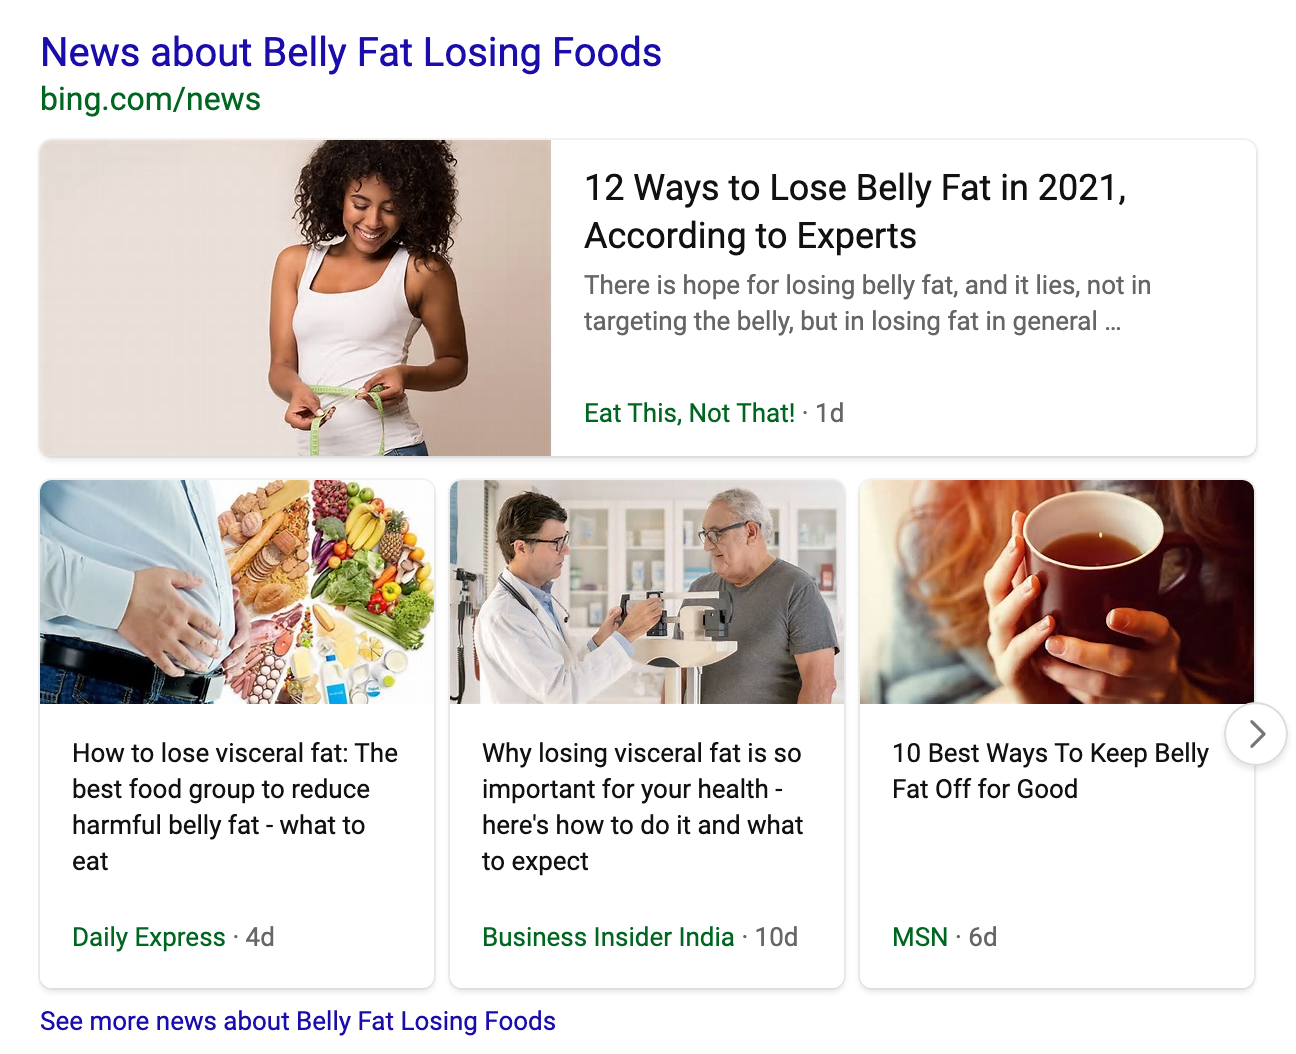 News about Belly Fat Losing Foods
bing.com/news
12 Ways to Lose Belly Fat in 2021,
According to Experts
There is hope for losing belly fat, and it lies, not in
targeting the belly, but in losing fat in general ...
Eat This, Not That! · 1d
How to lose visceral fat: The
best food group to reduce
harmful belly fat - what to
eat
Daily Express · 4d
Why losing visceral fat is so
important for your health -
here's how to do it and what
to expect
Business Insider India · 10d
10 Best Ways To Keep Belly
Fat Off for Good
MSN · 6d
See more news about Belly Fat Losing Foods